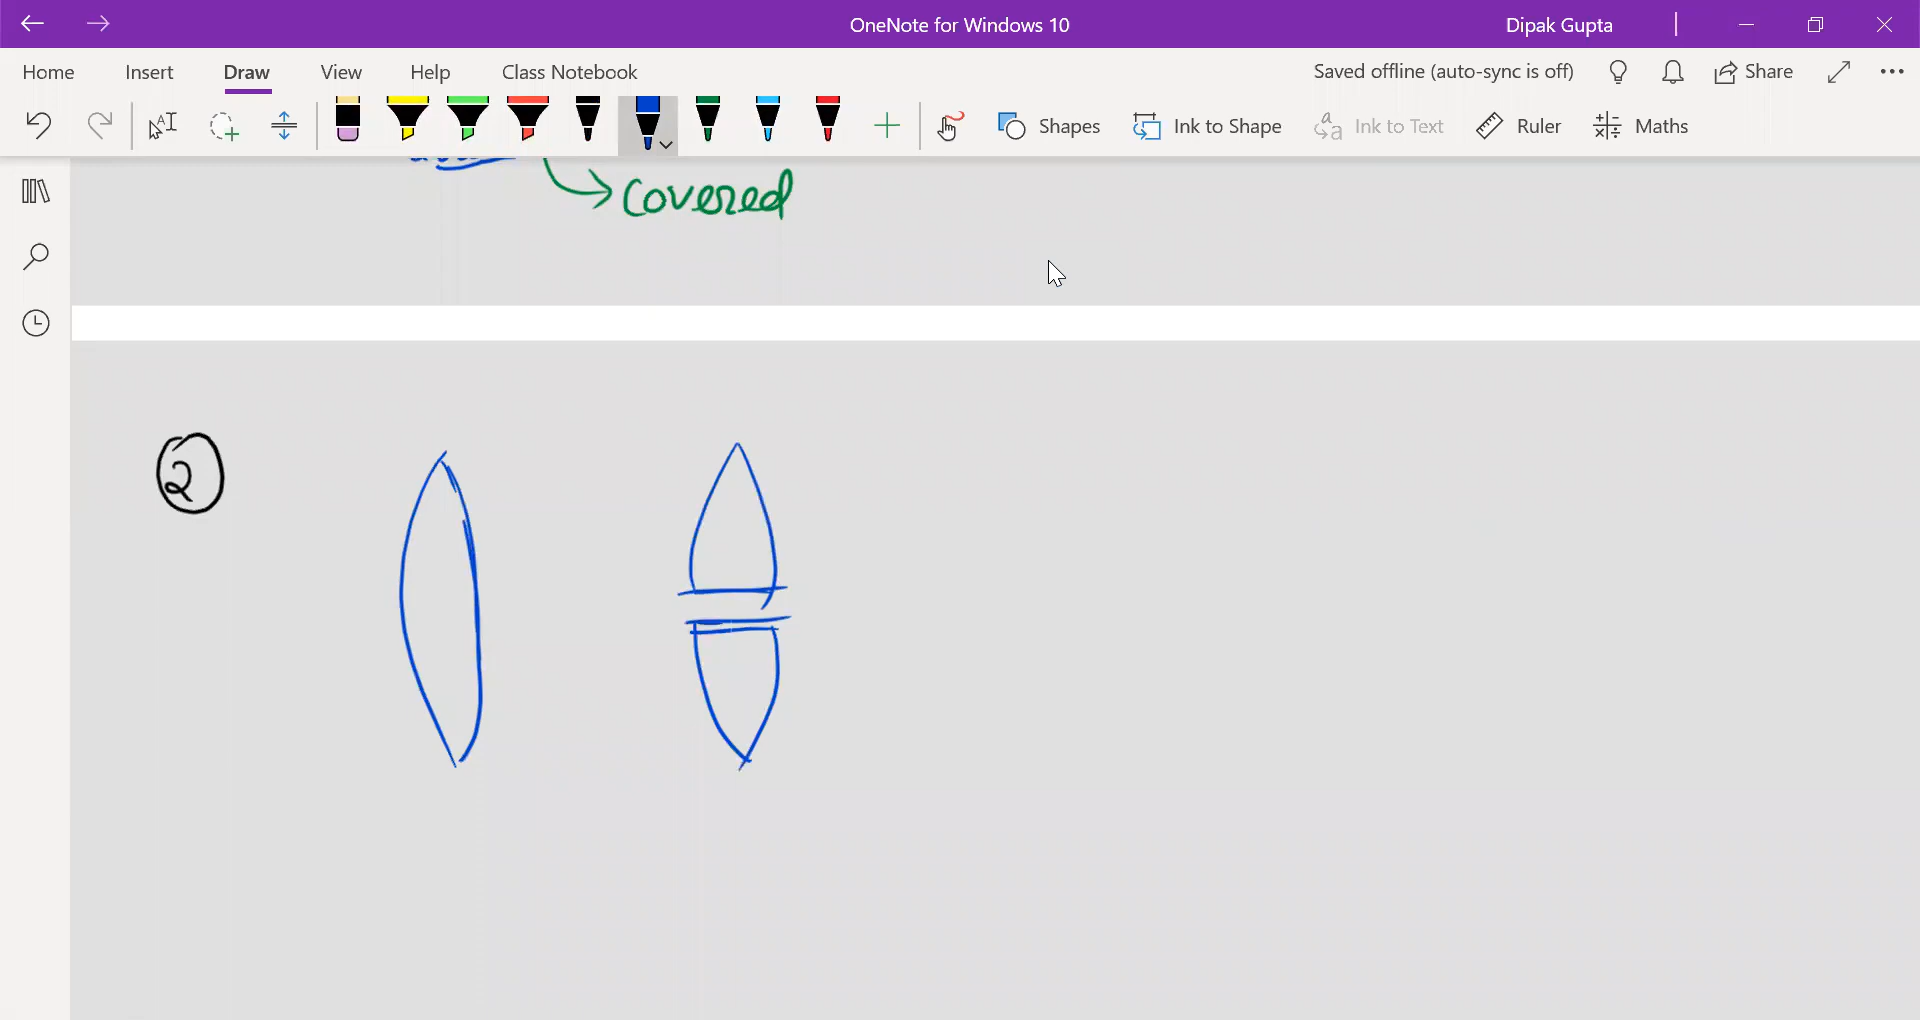 OneNote for Windows 10
Dipak Gupta
Home Insert Draw View Help Class Notebook
Saved offline (auto-sync is off) Share
Shapes Ink to Shape Ink to Text Ruler Maths
covered
2